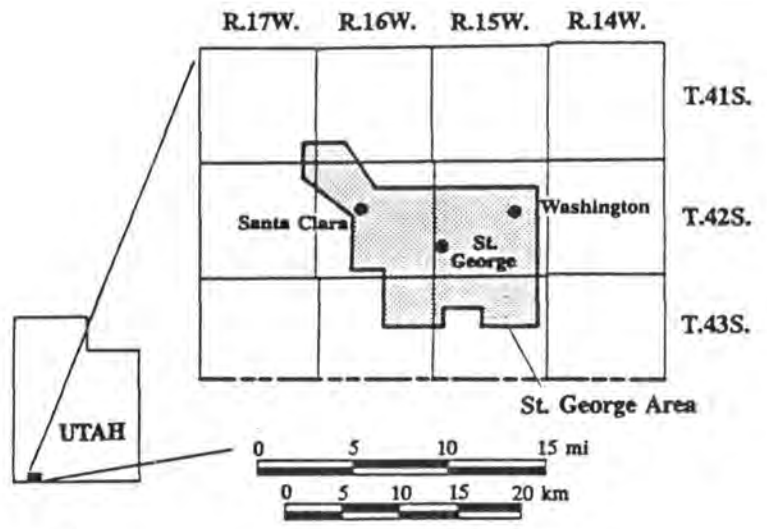 R.17W. R.16W. R.15W. R.14W.
T.41S.
Santa Clara
Washington
T.42S.
St.
George
T.43S.
St. George Area
UTAH
0 5 10 15 mi
0 5 10 15 20 km